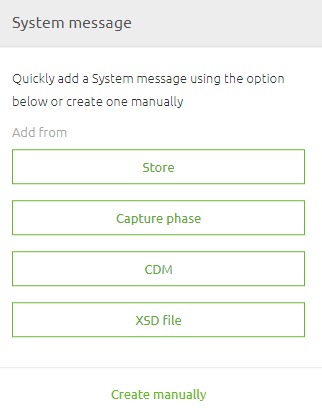 System message
Quickly add a System message using the option
below or create one manually
Add from
Store
Capture phase
CDM
XSD file
Create manually